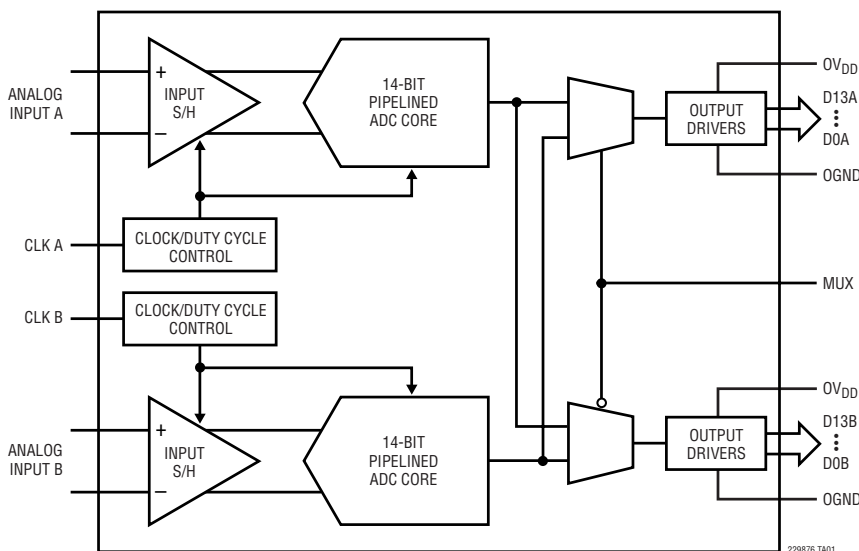 ANALOG
INPUT A
+
–
INPUT
S/H
14-BIT
PIPELINED
ADC CORE
OUTPUT
DRIVERS
OVDD
D13A
D0A
OGND
CLK A
CLOCK/DUTY CYCLE
CONTROL
MUX
CLK B
CLOCK/DUTY CYCLE
CONTROL
ANALOG
INPUT B
+
–
INPUT
S/H
14-BIT
PIPELINED
ADC CORE
OUTPUT
DRIVERS
OVDD
D13B
D0B
OGND
229876 TA01